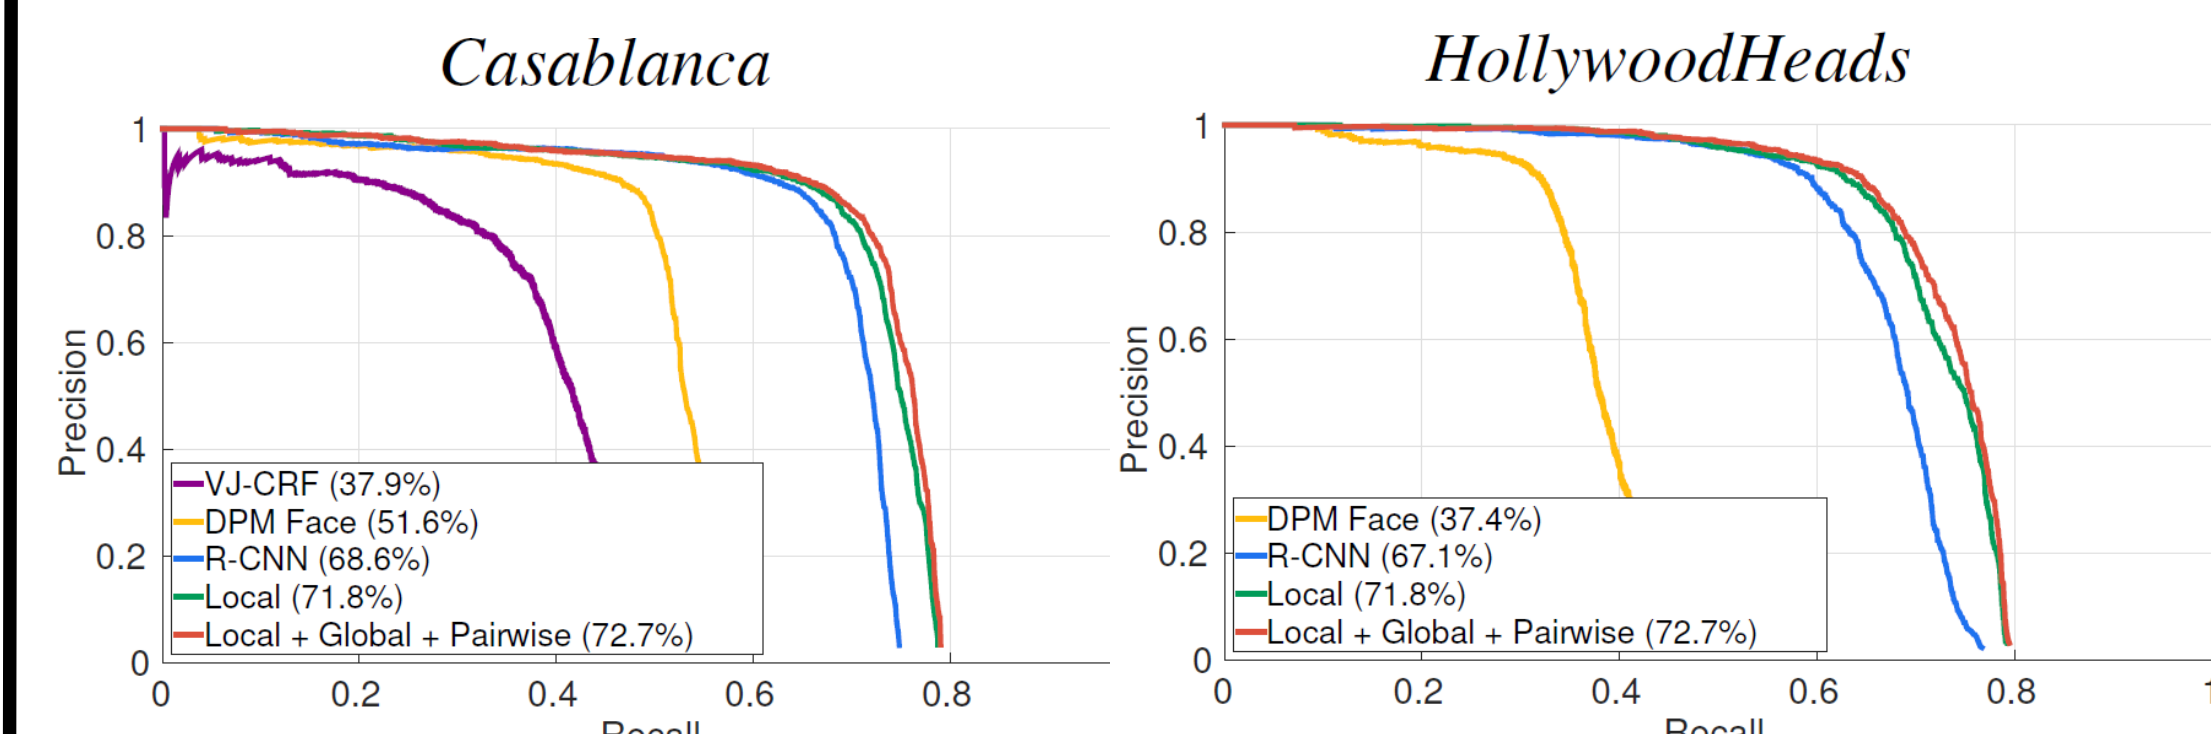 Casablanca
1
0.8
0.6
0.4
0.2
0
Precision
VJ-CRF (37.9%)
DPM Face (51.6%)
R-CNN (68.6%)
Local (71.8%)
Local + Global + Pairwise (72.7%)
0 0.2 0.4 0.6 0.8
Recall
HollywoodHeads
1
0.8
0.6
0.4
0.2
0
Precision
DPM Face (37.4%)
R-CNN (67.1%)
Local (71.8%)
Local + Global + Pairwise (72.7%)
0 0.2 0.4 0.6 0.8 1
Recall